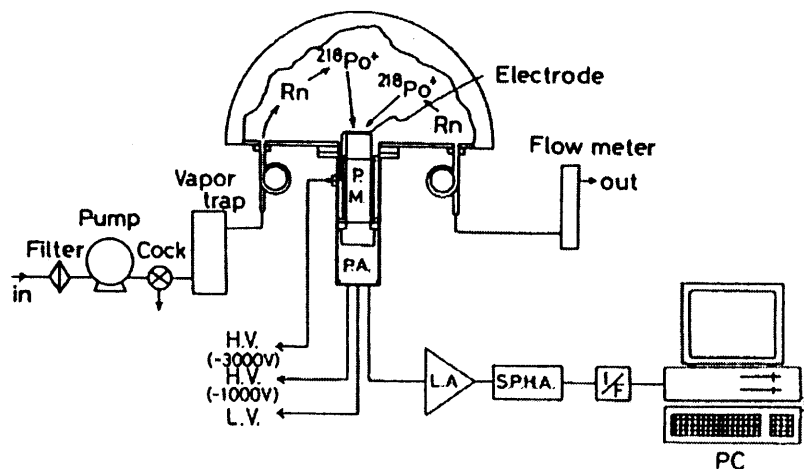 218Po+
218Po+
Rn
Rn
Electrode
Flow meter
out
Vapor
trap
Pump
Filter
Cock
in
P.
M.
P.A.
H.V.
(-3000V)
H.V.
(-1000V)
L.V.
L.A
S.P.H.A.
I/F
PC